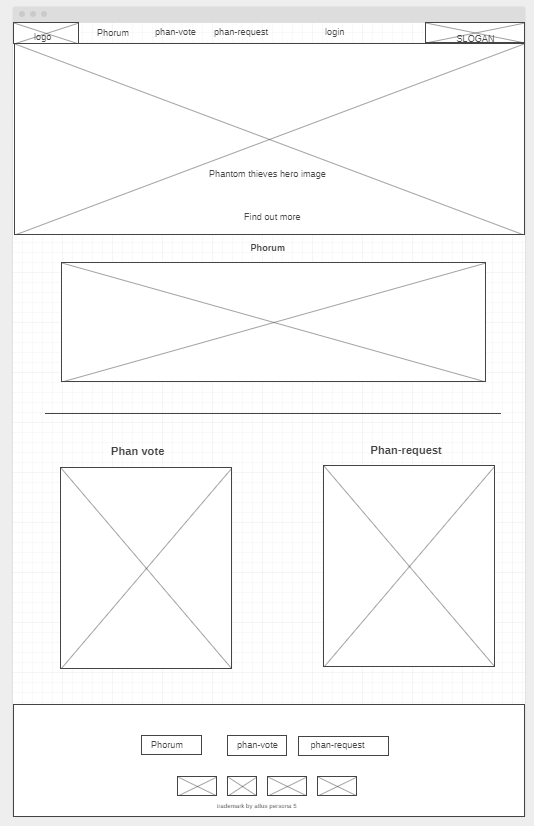 logo
Phorum phan-vote phan-request login
SLOGAN
Phantom thieves hero image
Find out more
Phorum
Phan vote
Phan-request
Phorum phan-vote phan-request
trademark by atlus persona 5